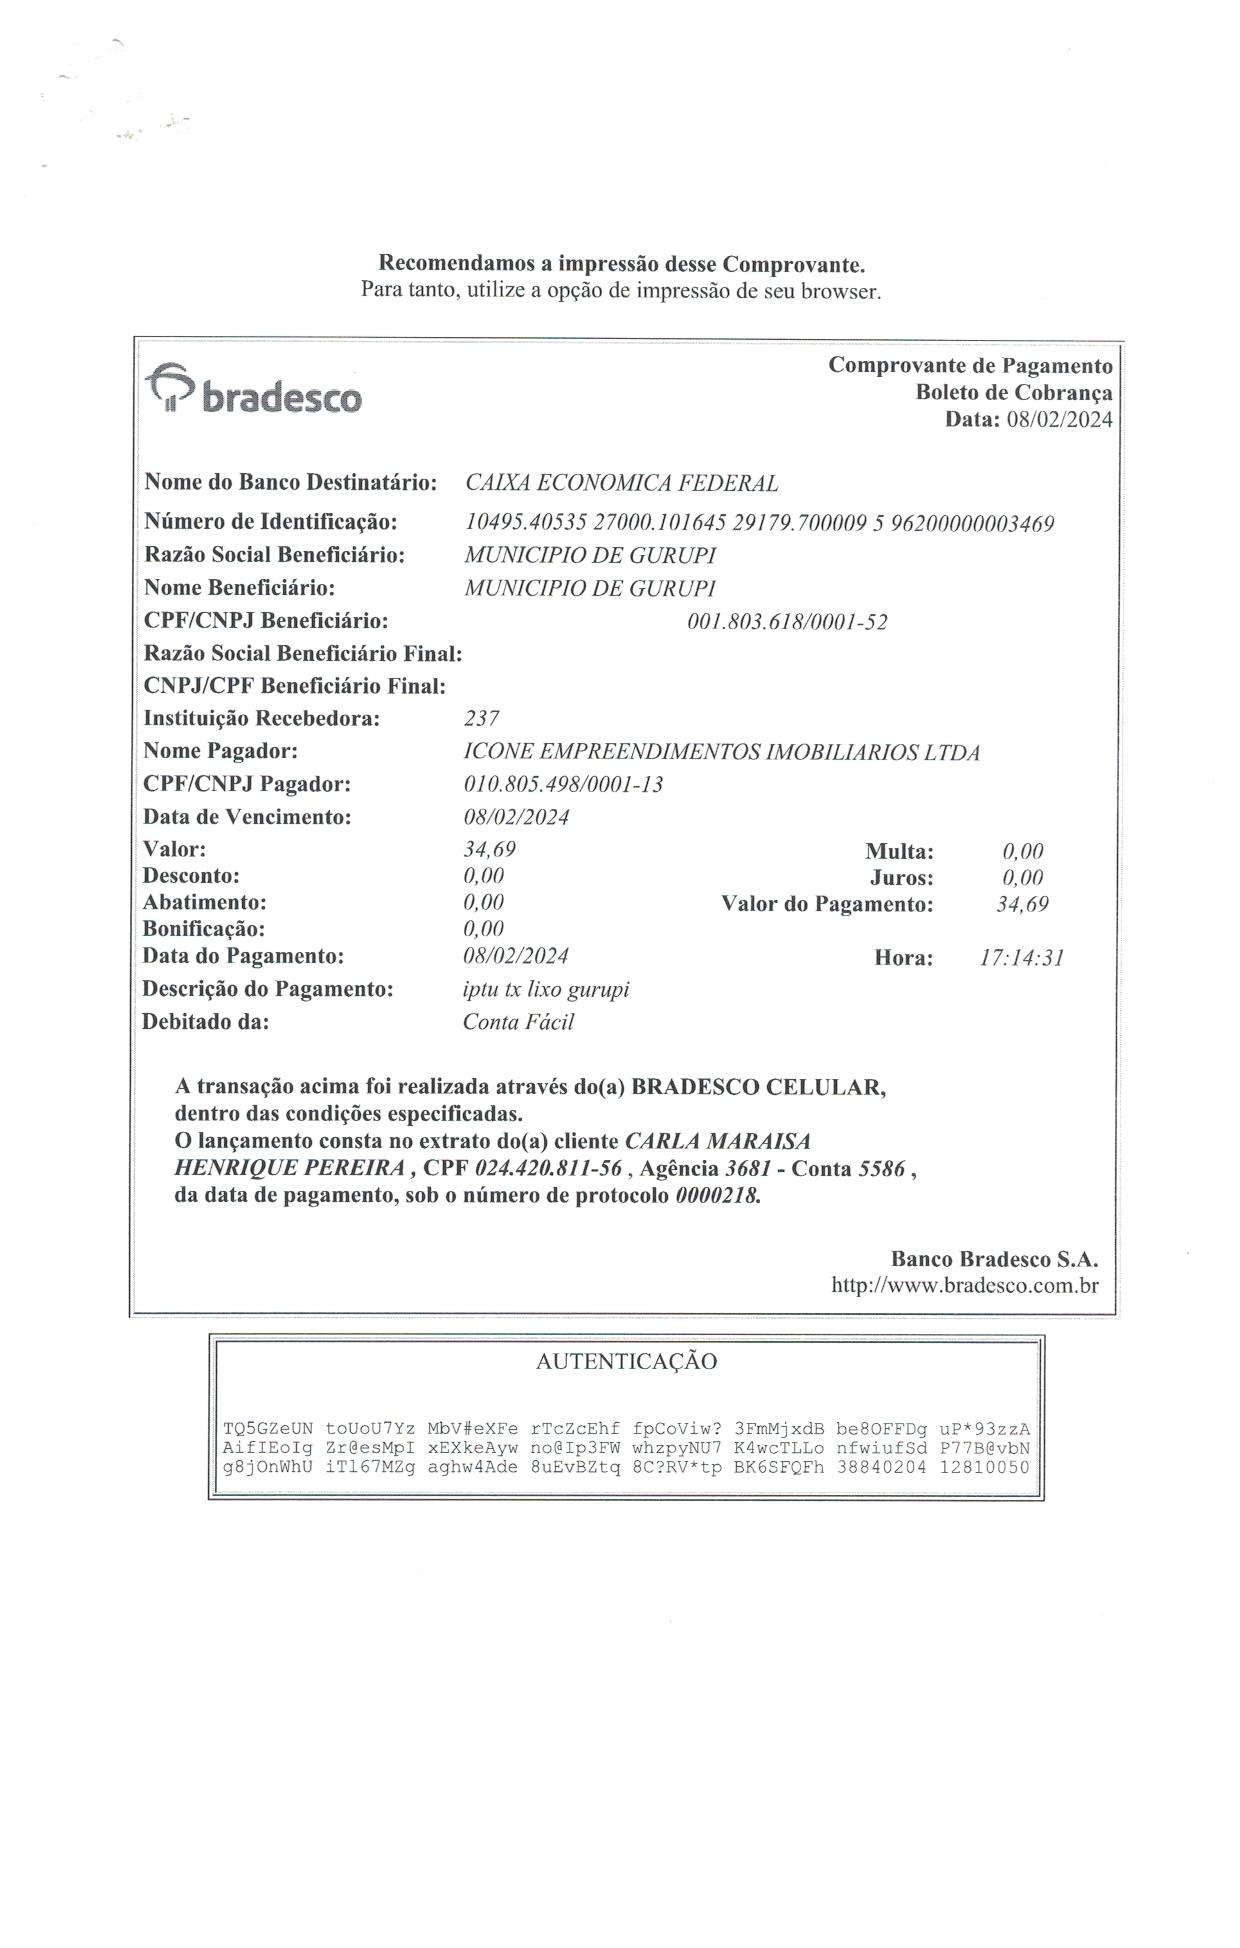 Recomendamos a impressão desse Comprovante.
Para tanto, utilize a opção de impressão de seu browser.
bradesco
Comprovante de Pagamento
Boleto de Cobrança
Data: 08/02/2024
Nome do Banco Destinatário: CAIXA ECONOMICA FEDERAL
Número de Identificação: 10495.40535 27000.101645 29179.700009 5 96200000003469
Razão Social Beneficiário: MUNICIPIO DE GURUPI
Nome Beneficiário: MUNICIPIO DE GURUPI
CPF/CNPJ Beneficiário: 001.803.618/0001-52
Razão Social Beneficiário Final:
CNPJ/CPF Beneficiário Final:
Instituição Recebedora: 237
Nome Pagador: ICONE EMPREENDIMENTOS IMOBILIARIOS LTDA
CPF/CNPJ Pagador: 010.805.498/0001-13
Data de Vencimento: 08/02/2024
Valor: 34,69 Multa: 0,00
Desconto: 0,00 Juros: 0,00
Abatimento: 0,00 Valor do Pagamento: 34,69
Bonificação: 0,00
Data do Pagamento: 08/02/2024 Hora: 17:14:31
Descrição do Pagamento: iptu tx lixo gurupi
Debitado da: Conta Fácil
A transação acima foi realizada através do(a) BRADESCO CELULAR,
dentro das condições especificadas.
O lançamento consta no extrato do(a) cliente CARLA MARAISA
HENRIQUE PEREIRA , CPF 024.420.811-56 , Agência 3681 - Conta 5586 ,
da data de pagamento, sob o número de protocolo 0000218.
Banco Bradesco S.A.
http://www.bradesco.com.br
AUTENTICAÇÃO
TQ5GZeUN toUoU7Yz MbV#eXFe rTcZcEhf fpCoViw? 3FmMjxdB be8OFFDg uP*93zzA
AifIEoIg Zr@esMpI xEXkeAyw no@Ip3FW whzpyNU7 K4wcTLLo nfwiufSd P77B@vbN
g8jOnWhU iTl67MZg aghw4Ade 8uEvBZtq 8C?RV*tp BK6SFQFh 38840204 12810050